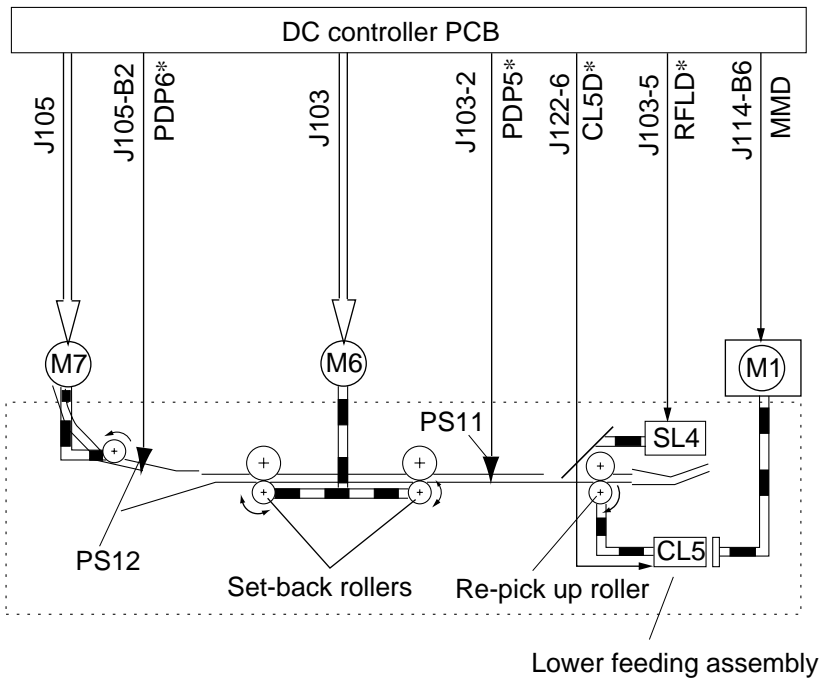 DC controller PCB
J105
J105-B2
PDP6*
J103
J103-2
PDP5*
J122-6
CL5D*
J103-5
RFLD*
J114-B6
MMD
M7
M6
M1
PS11
SL4
PS12
CL5
Set-back rollers
Re-pick up roller
Lower feeding assembly